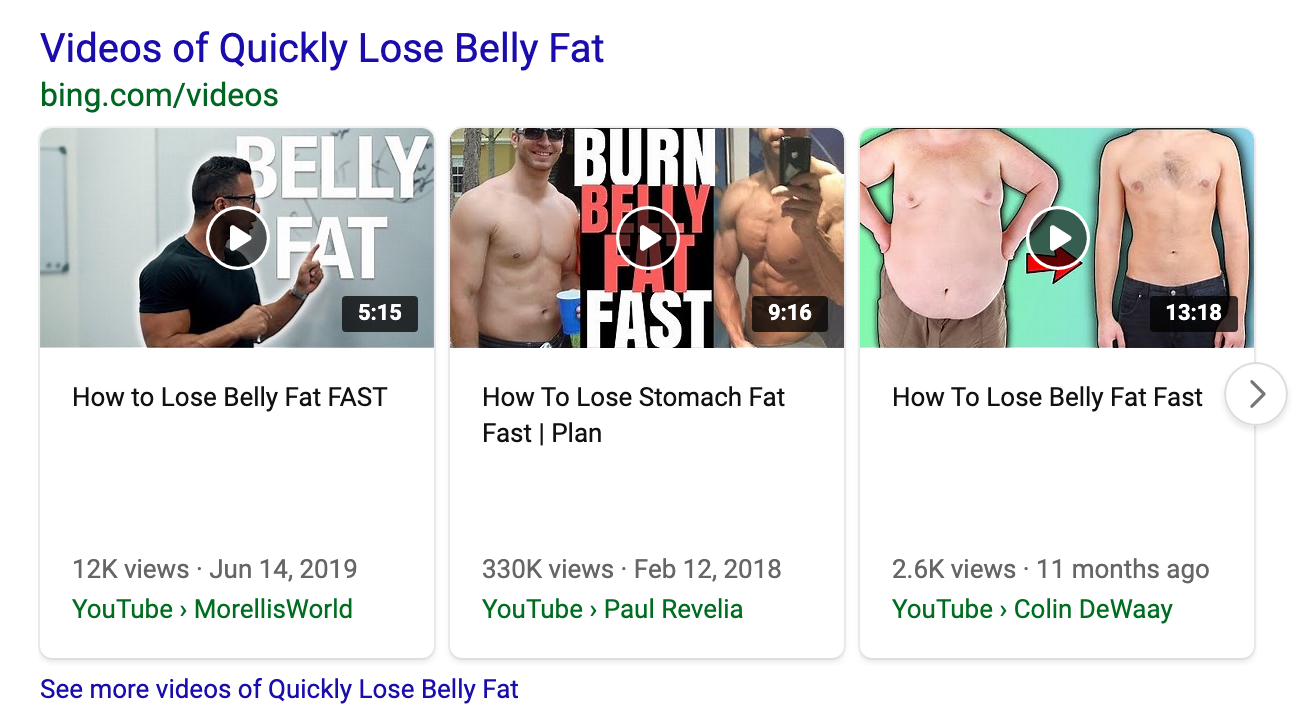 Videos of Quickly Lose Belly Fat
bing.com/videos
BELLY
FAT
5:15
How to Lose Belly Fat FAST
12K views · Jun 14, 2019
YouTube › MorellisWorld
BURN
BELLY
FAT
FAST
9:16
How To Lose Stomach Fat
Fast | Plan
330K views · Feb 12, 2018
YouTube › Paul Revelia
13:18
How To Lose Belly Fat Fast
2.6K views · 11 months ago
YouTube › Colin DeWaay
See more videos of Quickly Lose Belly Fat